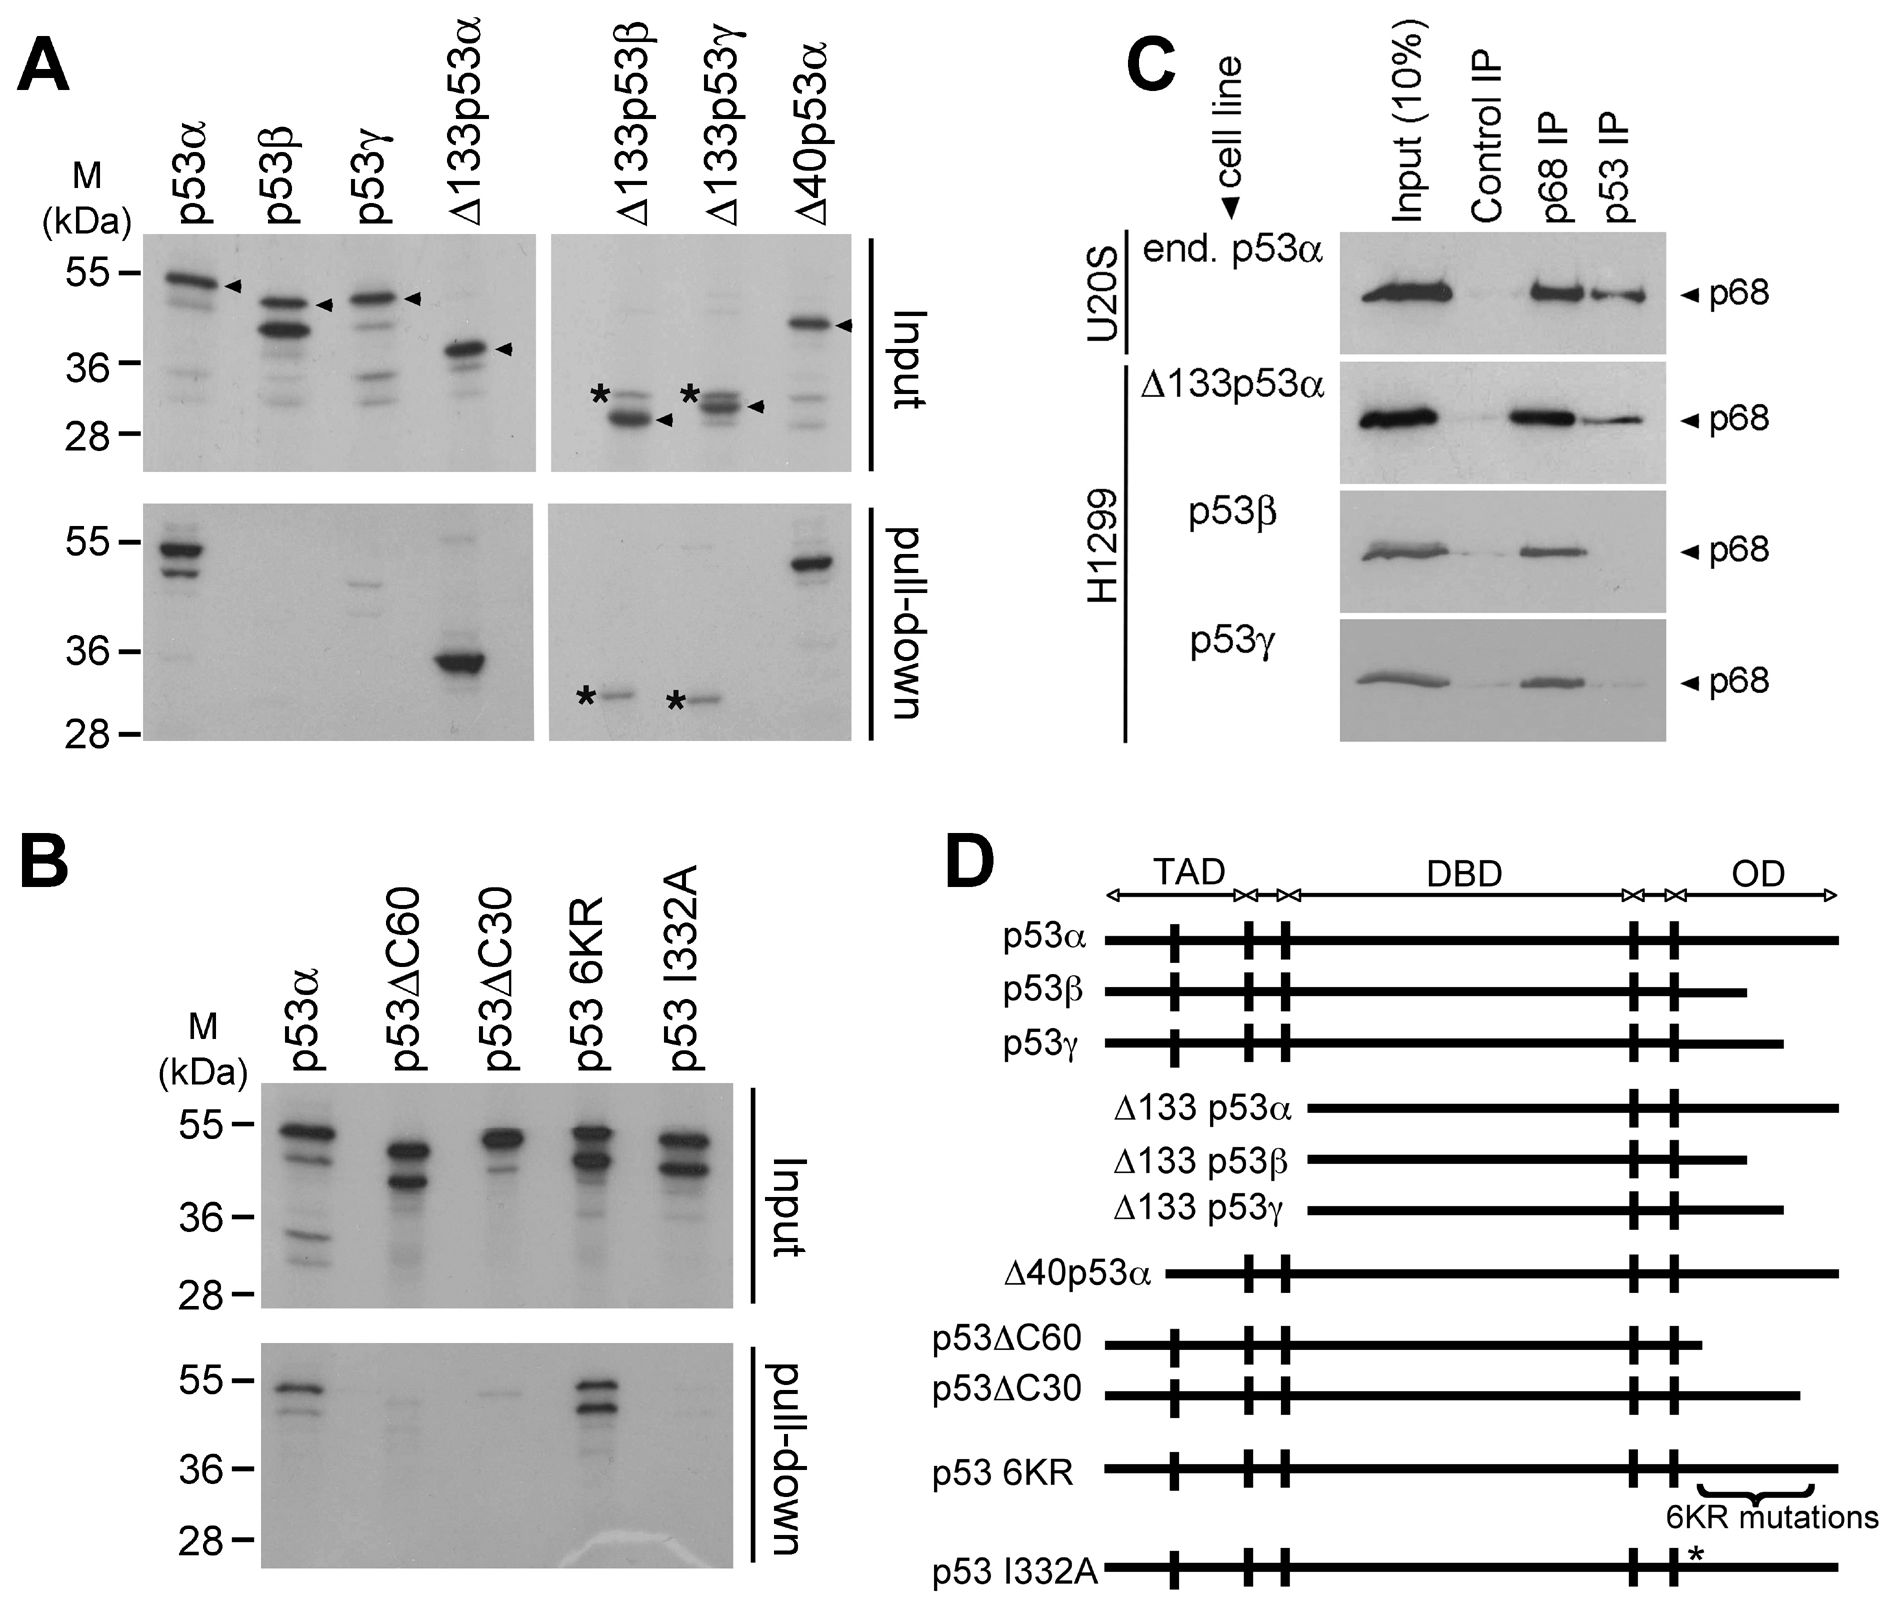 A
M
(kDa)
p53α
p53β
p53γ
Δ133p53α
Δ133p53β
Δ133p53γ
Δ40p53α
55
36
28
*
*
Input
55
36
28
*
*
pull-down
C
◄cell line
Input (10%)
Control IP
p68 IP
p53 IP
U20S
end. p53α
p68
H1299
Δ133p53α
p68
p53β
p68
p53γ
p68
B
M
(kDa)
p53α
p53ΔC60
p53ΔC30
p53 6KR
p53 I332A
55
36
28
Input
55
36
28
pull-down
D
TAD DBD OD
p53α
p53β
p53γ
Δ133 p53α
Δ133 p53β
Δ133 p53γ
Δ40p53α
p53ΔC60
p53ΔC30
p53 6KR
6KR mutations
p53 I332A *